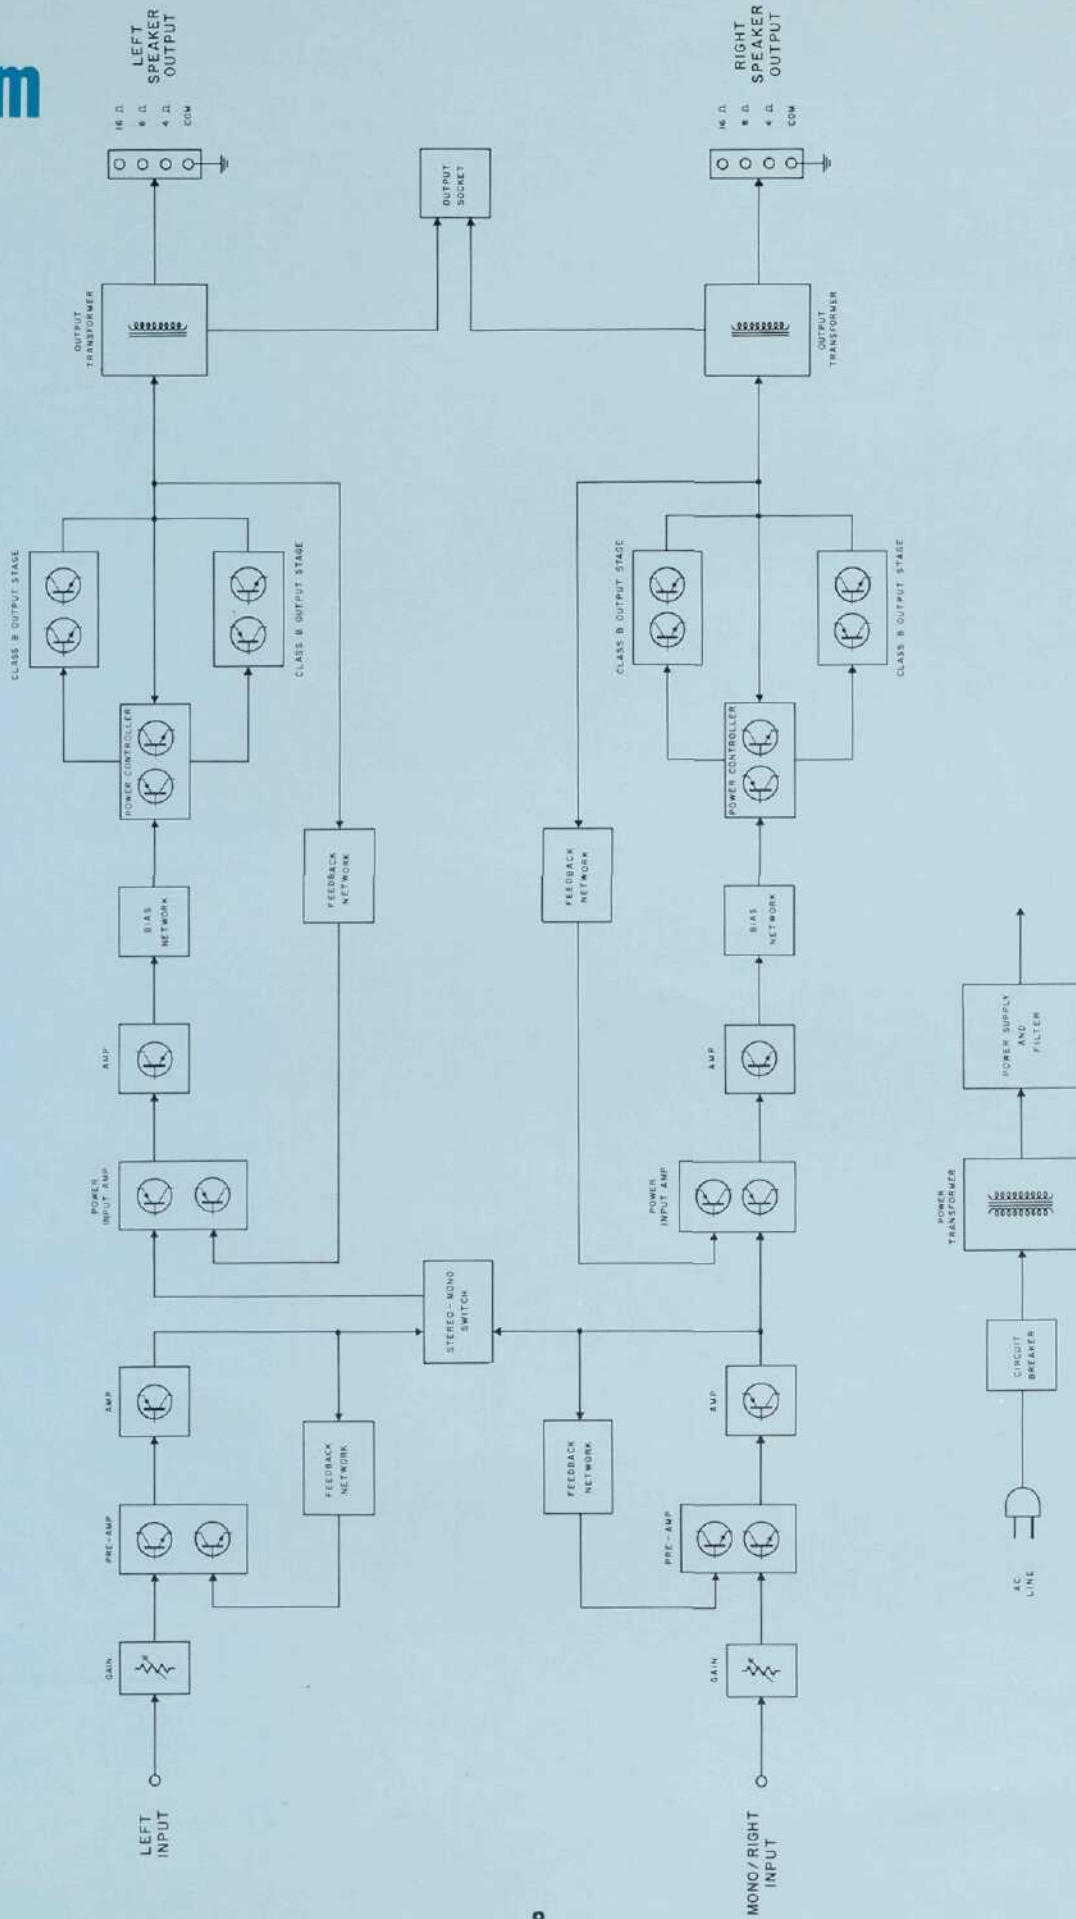 m
LEFT
SPEAKER
OUTPUT
16 Ω
8 Ω
4 Ω
COM
OUTPUT
TRANSFORMER
CLASS B OUTPUT STAGE
CLASS B OUTPUT STAGE
POWER CONTROLLER
FEEDBACK
NETWORK
BIAS
NETWORK
AMP
POWER
INPUT AMP
AMP
FEEDBACK
NETWORK
PRE-AMP
GAIN
LEFT
INPUT
OUTPUT
SOCKET
STEREO-MONO
SWITCH
RIGHT
SPEAKER
OUTPUT
16 Ω
8 Ω
4 Ω
COM
OUTPUT
TRANSFORMER
CLASS B OUTPUT STAGE
CLASS B OUTPUT STAGE
POWER CONTROLLER
FEEDBACK
NETWORK
BIAS
NETWORK
AMP
POWER
INPUT AMP
AMP
FEEDBACK
NETWORK
PRE-AMP
GAIN
MONO/RIGHT
INPUT
POWER SUPPLY
AND
FILTER
POWER
TRANSFORMER
CIRCUIT
BREAKER
AC
LINE